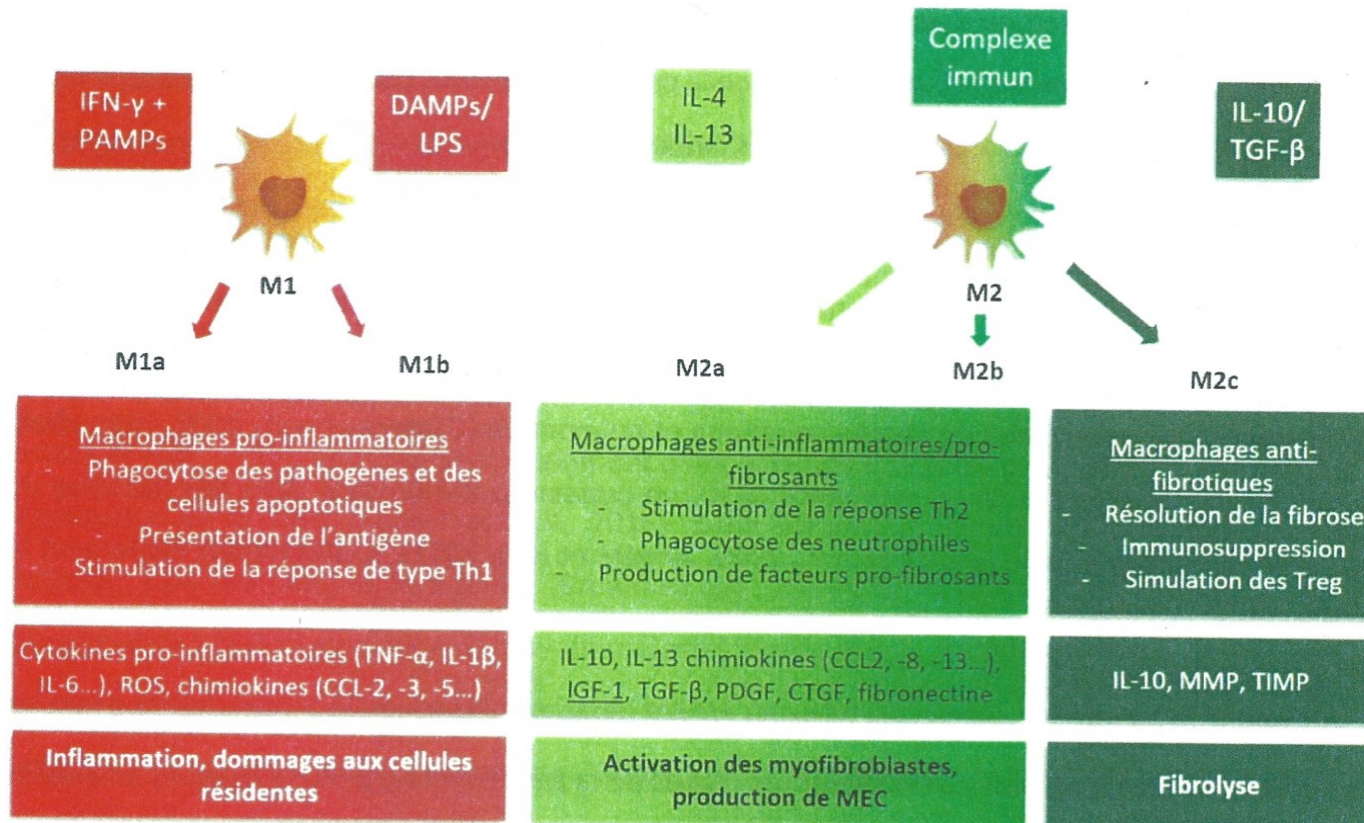 IFN-γ +
PAMPs
DAMPs/
LPS
IL-4
IL-13
Complexe
immun
IL-10/
TGF-β
M1
M2
M1a
M1b
M2a
M2b
M2c
Macrophages pro-inflammatoires
- Phagocytose des pathogènes et des
cellules apoptotiques
- Présentation de l'antigène
- Stimulation de la réponse de type Th1
Macrophages anti-inflammatoires/pro-
fibrosants
- Stimulation de la réponse Th2
- Phagocytose des neutrophiles
- Production de facteurs pro-fibrosants
Macrophages anti-
fibrotiques
- Résolution de la fibrose
- Immunosuppression
- Simulation des Treg
Cytokines pro-inflammatoires (TNF-α, IL-1β,
IL-6...), ROS, chimiokines (CCL-2, -3, -5...)
IL-10, IL-13 chimiokines (CCL2, -8, -13...),
IGF-1, TGF-β, PDGF, CTGF, fibronectine
IL-10, MMP, TIMP
Inflammation, dommages aux cellules
résidentes
Activation des myofibroblastes,
production de MEC
Fibrolyse